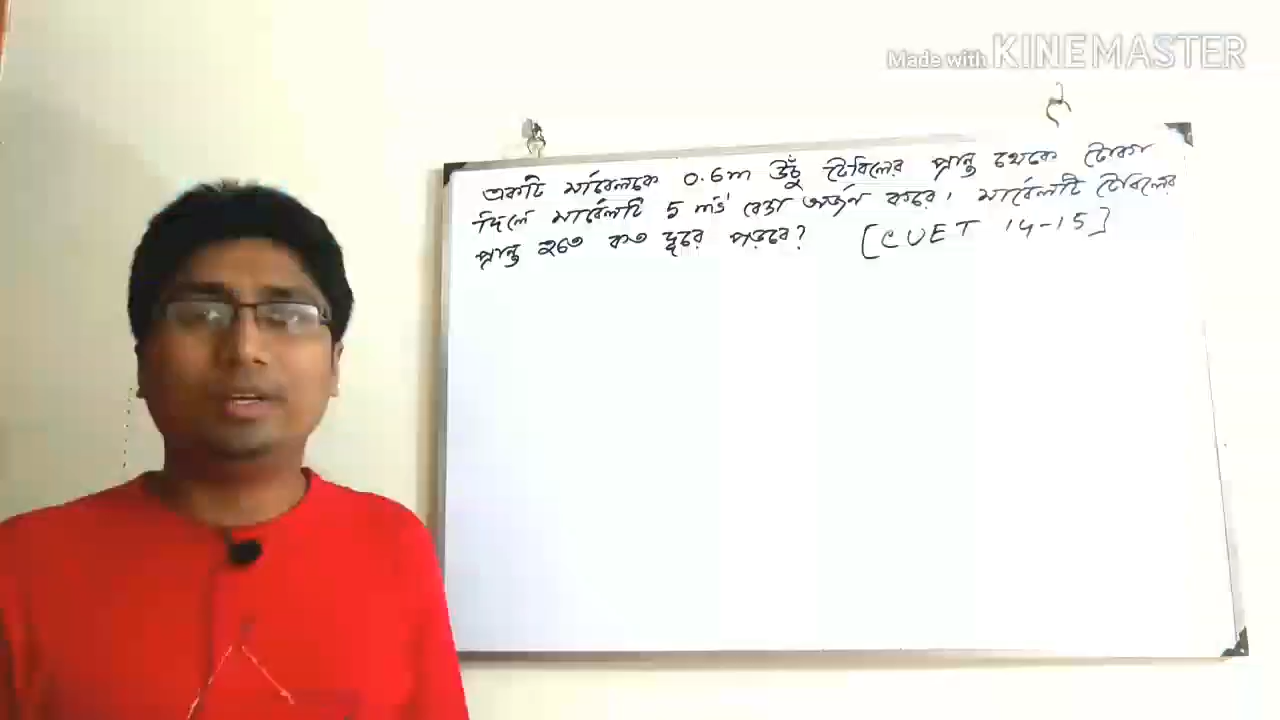 Made with KINEMASTER
একটি মার্বেলকে 0.6m উঁচু টেবিলের প্রান্ত থেকে টোকা
দিলে মার্বেলটি 5 ms⁻¹ বেগ অর্জন করে। মার্বেলটি টেবিলের
প্রান্ত হতে কত দূরে পড়বে? [CUET 14-15]